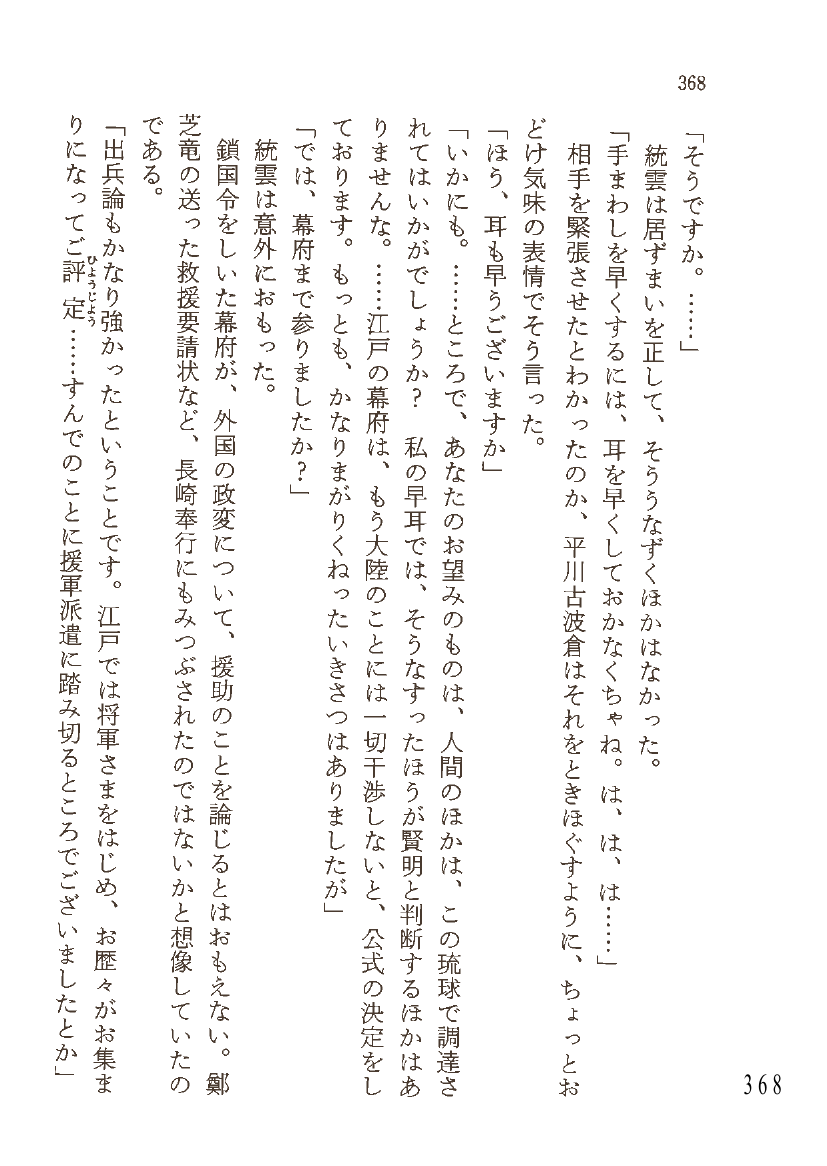 368
「そうですか。……」
統雲は居ずまいを正して、そううなずくほかはなかった。
「手まわしを早くするには、耳を早くしておかなくちゃね。は、は、は……」
相手を緊張させたとわかったのか、平川古波倉はそれをときほぐすように、ちょっとお
どけ気味の表情でそう言った。
「ほう、耳も早うございますか」
「いかにも。……ところで、あなたのお望みのものは、人間のほかは、この琉球で調達さ
れてはいかがでしょうか？　私の早耳では、そうなすったほうが賢明と判断するほかはあ
りませんな。……江戸の幕府は、もう大陸のことには一切干渉しないと、公式の決定をし
ております。もっとも、かなりまがりくねったいきさつはありましたが」
「では、幕府まで参りましたか？」
統雲は意外におもった。
鎖国令をしいた幕府が、外国の政変について、援助のことを論じるとはおもえない。鄭
芝竜の送った救援要請状など、長崎奉行にもみつぶされたのではないかと想像していたの
である。
「出兵論もかなり強かったということです。江戸では将軍さまをはじめ、お歴々がお集ま
りになってご評定……すんでのことに援軍派遣に踏み切るところでございましたとか」
ひょうじょう
368